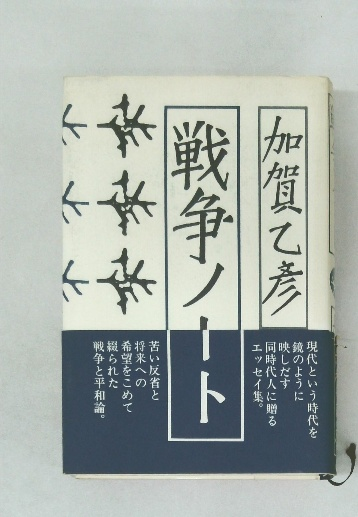 加賀乙彦
戦争ノート
現代という時代を
鏡のように
映しだす
同時代人に贈る
エッセイ集。
苦い反省と
将来への
希望をこめて
綴られた
戦争と平和論。